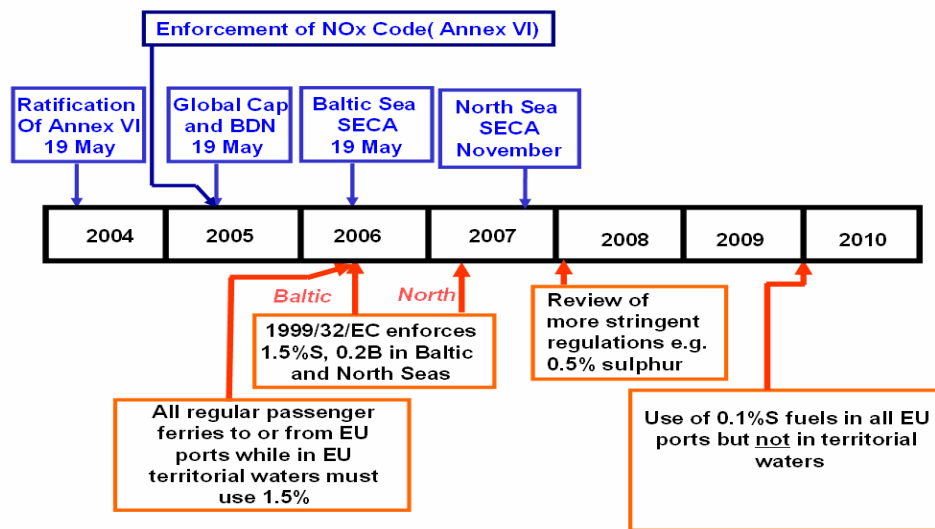 Enforcement of NOx Code( Annex VI)
Ratification
Of Annex VI
19 May
Global Cap
and BDN
19 May
Baltic Sea
SECA
19 May
North Sea
SECA
November
2004
2005
2006
2007
2008
2009
2010
Baltic
North
1999/32/EC enforces
1.5%S, 0.2B in Baltic
and North Seas
Review of
more stringent
regulations e.g.
0.5% sulphur
All regular passenger
ferries to or from EU
ports while in EU
territorial waters must
use 1.5%
Use of 0.1%S fuels in all EU
ports but not in territorial
waters